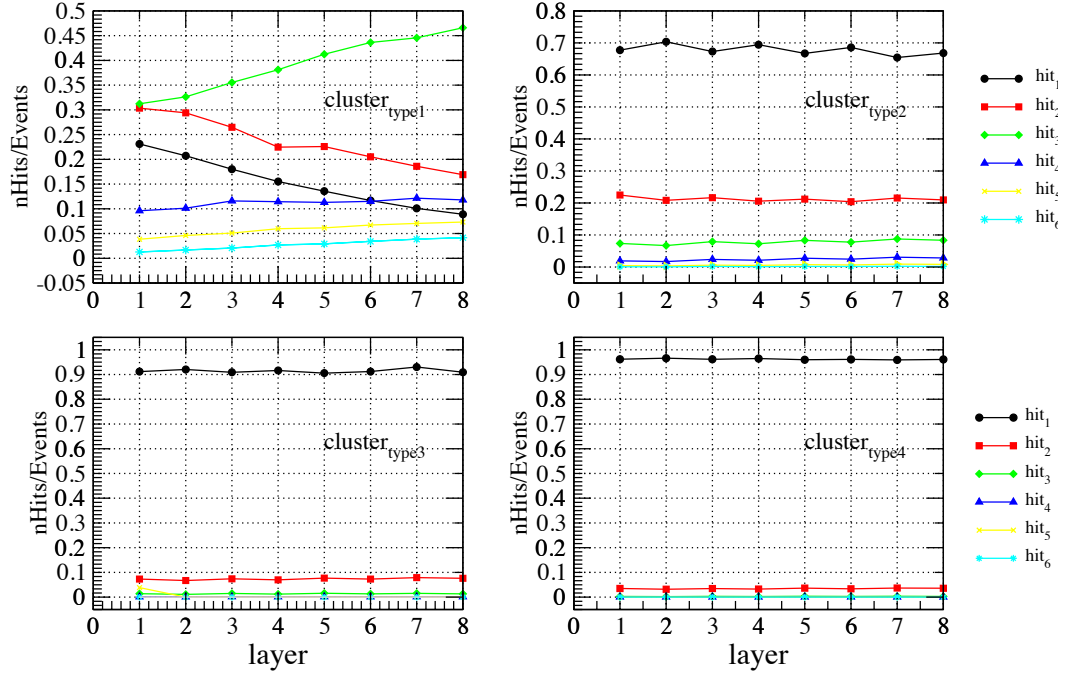 nHits/Events
0.5
0.45
0.4
0.35
0.3
0.25
0.2
0.15
0.1
0.05
0
-0.05
cluster_type1
0 1 2 3 4 5 6 7 8
nHits/Events
0.8
0.7
0.6
0.5
0.4
0.3
0.2
0.1
0
cluster_type2
0 1 2 3 4 5 6 7 8
hit_1
hit_2
hit_3
hit_4
hit_5
hit_6
nHits/Events
1
0.9
0.8
0.7
0.6
0.5
0.4
0.3
0.2
0.1
0
cluster_type3
0 1 2 3 4 5 6 7 8
layer
nHits/Events
1
0.9
0.8
0.7
0.6
0.5
0.4
0.3
0.2
0.1
0
cluster_type4
0 1 2 3 4 5 6 7 8
layer
hit_1
hit_2
hit_3
hit_4
hit_5
hit_6